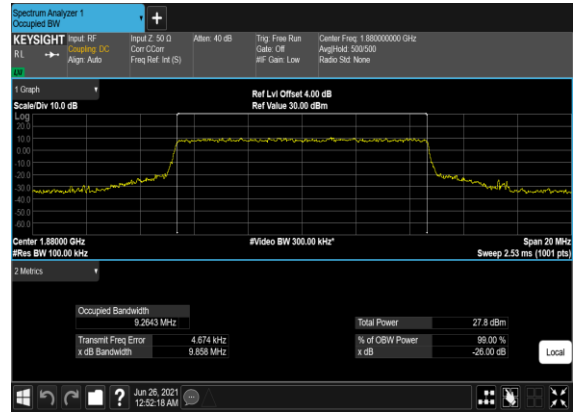 Spectrum Analyzer 1
Occupied BW
+
KEYSIGHT Input: RF Input Z: 50 Ω Atten: 40 dB Trig: Free Run Center Freq: 1.880000000 GHz
RL Coupling: DC Corr CCorr Gate: Off Avg|Hold: 500/500
Align: Auto Freq Ref: Int (S) #IF Gain: Low Radio Std: None
LW
1 Graph Ref Lvl Offset 4.00 dB
Scale/Div 10.0 dB Ref Value 30.00 dBm
Log
20.0
10.0
0.00
-10.0
-20.0
-30.0
-40.0
-50.0
-60.0
Center 1.88000 GHz #Video BW 300.00 kHz* Span 20 MHz
#Res BW 100.00 kHz Sweep 2.53 ms (1001 pts)
2 Metrics
Occupied Bandwidth
9.2643 MHz Total Power 27.8 dBm
Transmit Freq Error 4.674 kHz % of OBW Power 99.00 %
x dB Bandwidth 9.858 MHz x dB -26.00 dB
Local
? Jun 26, 2021
12:52:18 AM